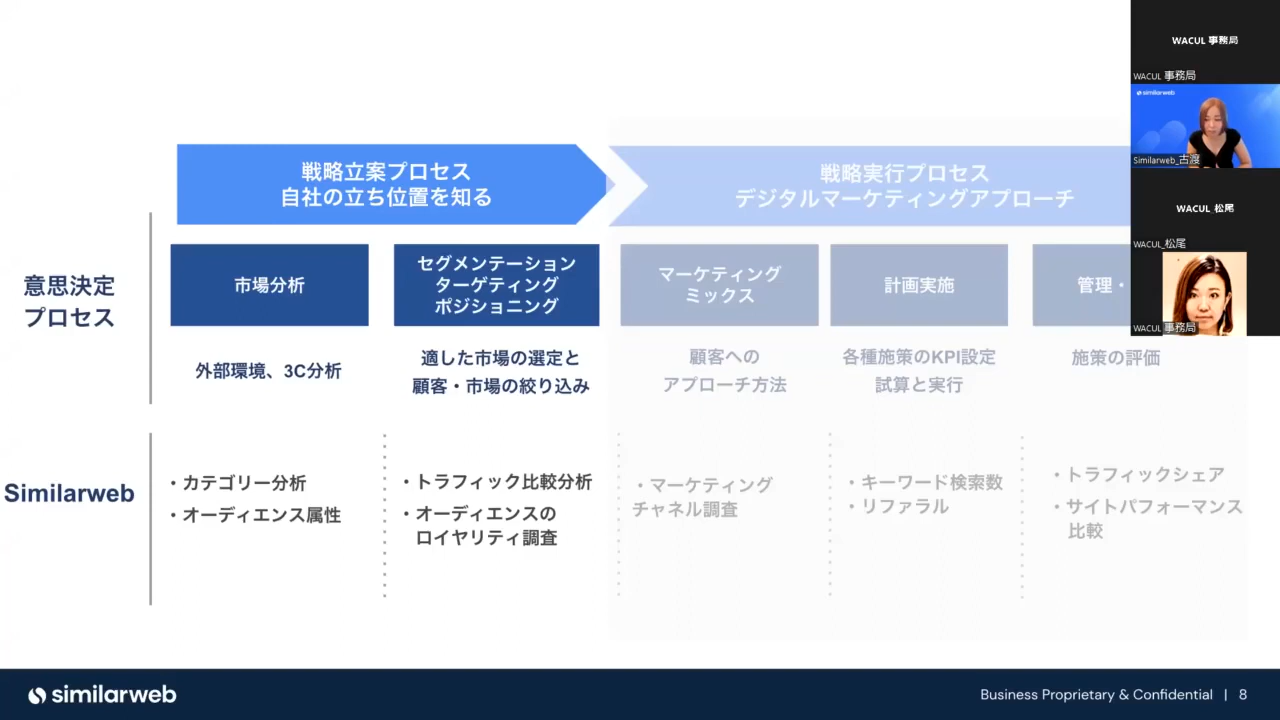 WACUL 事務局
WACUL 事務局
similarweb
Similarweb_古渡
WACUL_松尾
WACUL_松尾
WACUL 事務局
戦略立案プロセス
自社の立ち位置を知る
戦略実行プロセス
デジタルマーケティングアプローチ
意思決定
プロセス
市場分析
セグメンテーション
ターゲティング
ポジショニング
マーケティング
ミックス
計画実施
管理・
外部環境、3C分析
適した市場の選定と
顧客・市場の絞り込み
顧客への
アプローチ方法
各種施策のKPI設定
試算と実行
施策の評価
Similarweb
・カテゴリー分析
・オーディエンス属性
・トラフィック比較分析
・オーディエンスの
ロイヤリティ調査
・マーケティング
チャネル調査
・キーワード検索数
・リファラル
・トラフィックシェア
・サイトパフォーマンス
比較
similarweb
Business Proprietary & Confidential | 8